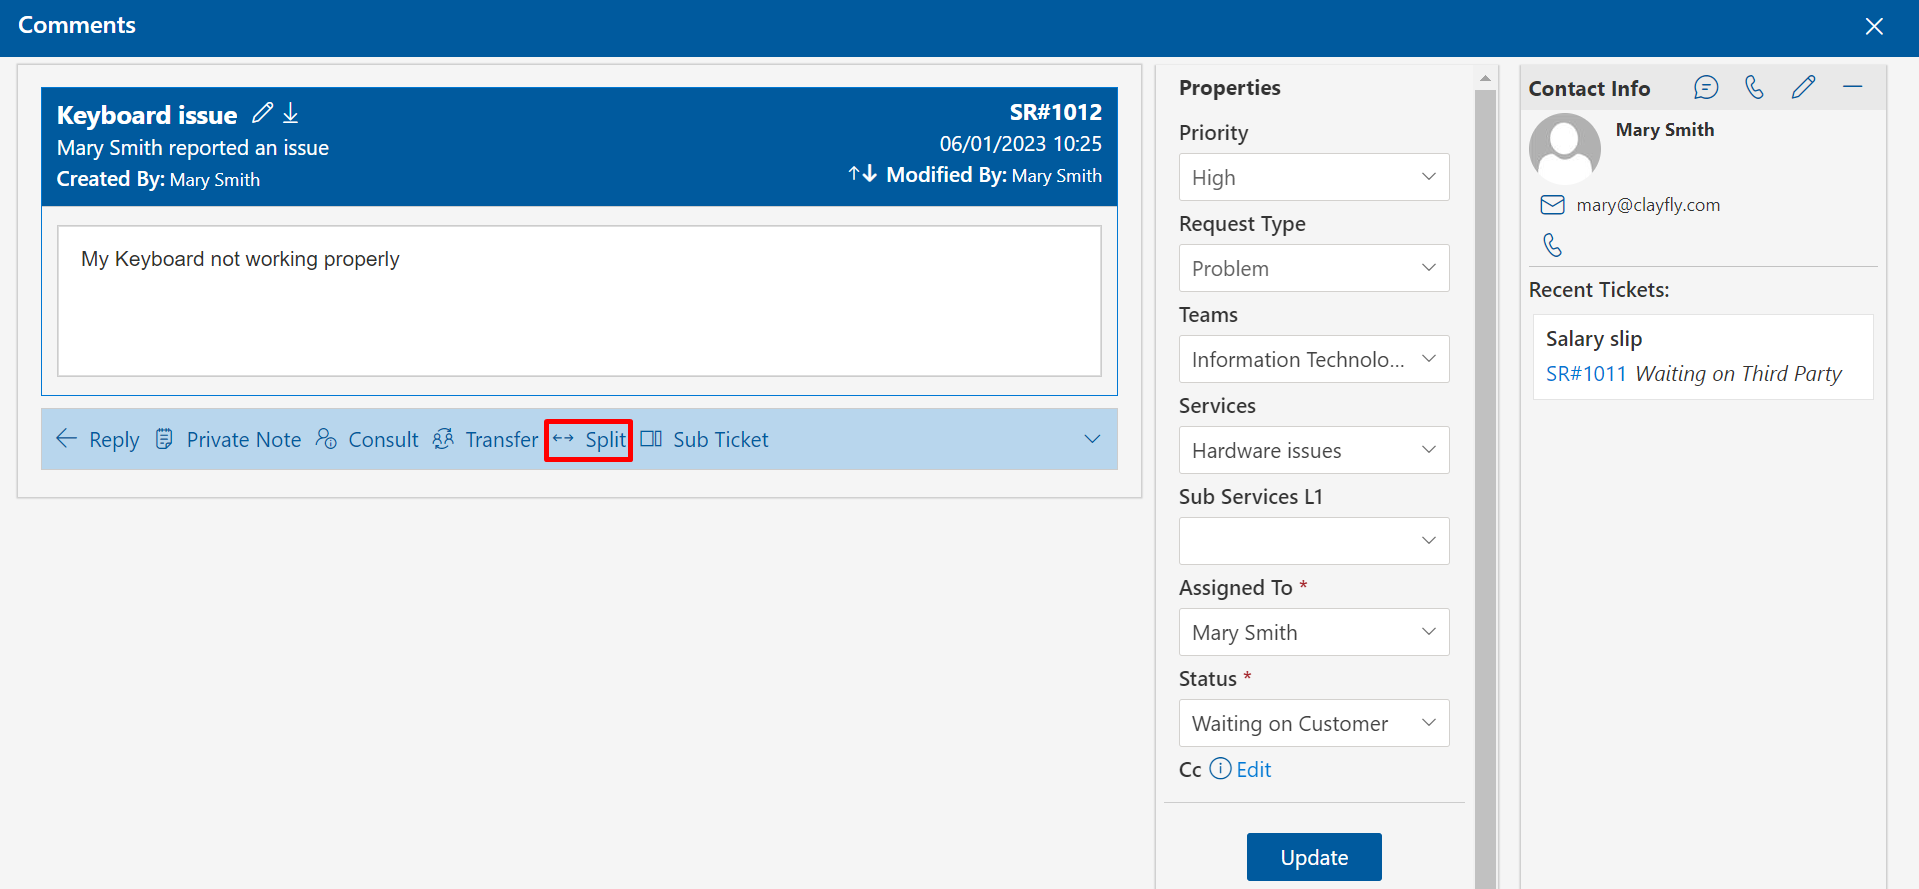 Comments
Keyboard issue
SR#1012
Mary Smith reported an issue
06/01/2023 10:25
Created By: Mary Smith
Modified By: Mary Smith
My Keyboard not working properly
Reply Private Note Consult Transfer Split Sub Ticket
Properties
Priority
High
Request Type
Problem
Teams
Information Technolo...
Services
Hardware issues
Sub Services L1
Assigned To *
Mary Smith
Status *
Waiting on Customer
Cc Edit
Update
Contact Info
Mary Smith
mary@clayfly.com
Recent Tickets:
Salary slip
SR#1011 Waiting on Third Party